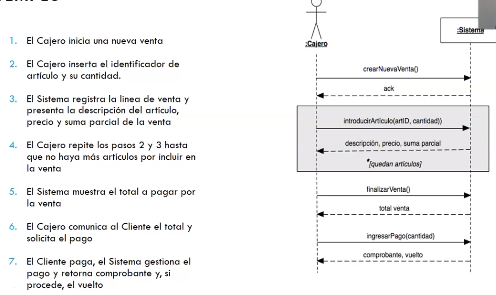 1. El Cajero inicia una nueva venta
2. El Cajero inserta el identificador de
artículo y su cantidad.
3. El Sistema registra la línea de venta y
presenta la descripción del artículo,
precio y suma parcial de la venta
4. El Cajero repite los pasos 2 y 3 hasta
que no haya más artículos por incluir en
la venta
5. El Sistema muestra el total a pagar por
la venta
6. El Cajero comunica al Cliente el total y
solicita el pago
7. El Cliente paga, el Sistema gestiona el
pago y retorna comprobante y, si
procede, el vuelto
:Cajero
:Sistema
crearNuevaVenta()
ack
introducirArtículo(artID, cantidad))
descripción, precio, suma parcial
*[quedan artículos]
finalizarVenta()
total venta
ingresarPago(cantidad)
comprobante, vuelto